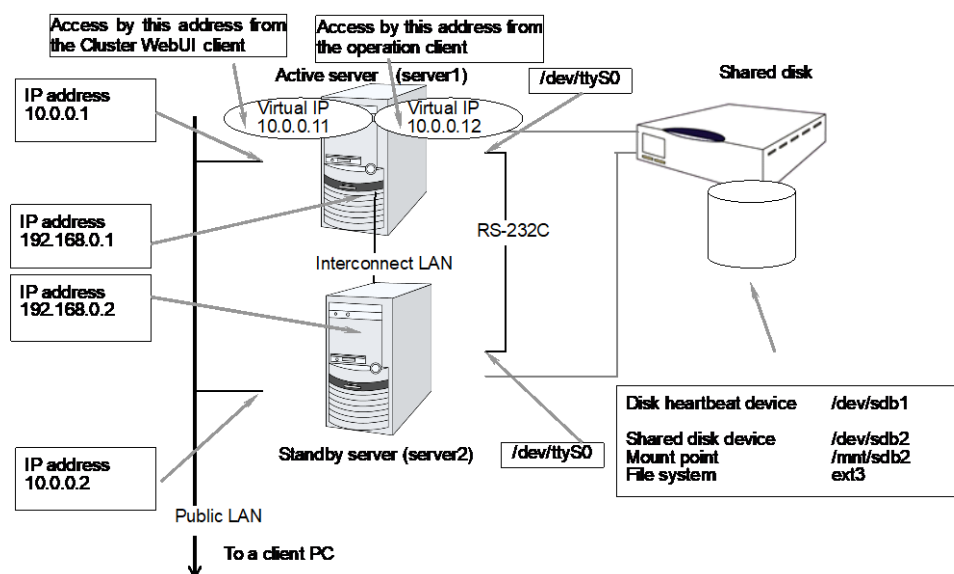 Access by this address from
the Cluster WebUI client
Access by this address from
the operation client
Active server (server1)
/dev/ttyS0
Shared disk
IP address
10.0.0.1
Virtual IP
10.0.0.11
Virtual IP
10.0.0.12
IP address
192.168.0.1
RS-232C
Interconnect LAN
IP address
192.168.0.2
Disk heartbeat device /dev/sdb1
Shared disk device /dev/sdb2
Mount point /mnt/sdb2
File system ext3
Standby server (server2)
/dev/ttyS0
IP address
10.0.0.2
Public LAN
To a client PC